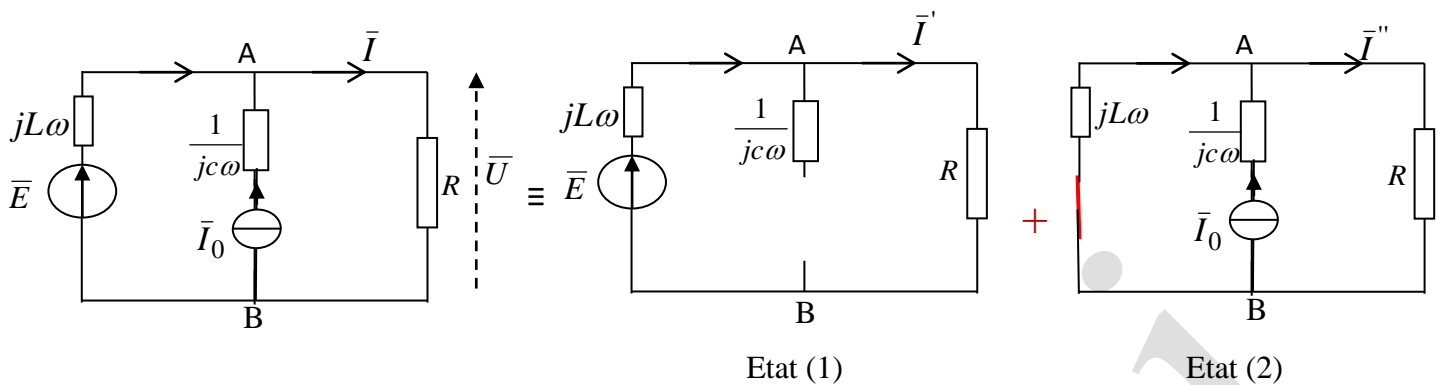 A Ī
jLω
1/jcω
Ē
Ī₀
R
Ū
B
≡
A Ī'
jLω
1/jcω
Ē
R
B
Etat (1)
+
A Ī''
jLω
1/jcω
Ī₀
R
B
Etat (2)